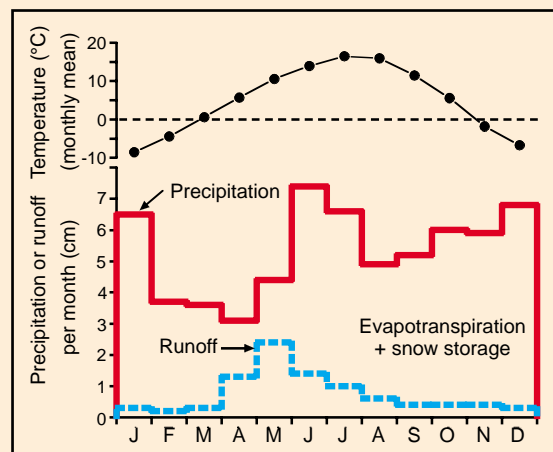 Temperature (°C)
(monthly mean)
20
10
0
-10
Precipitation or runoff
per month (cm)
7
6
5
4
3
2
1
0
Precipitation
Runoff
Evapotranspiration
+ snow storage
J F M A M J J A S O N D